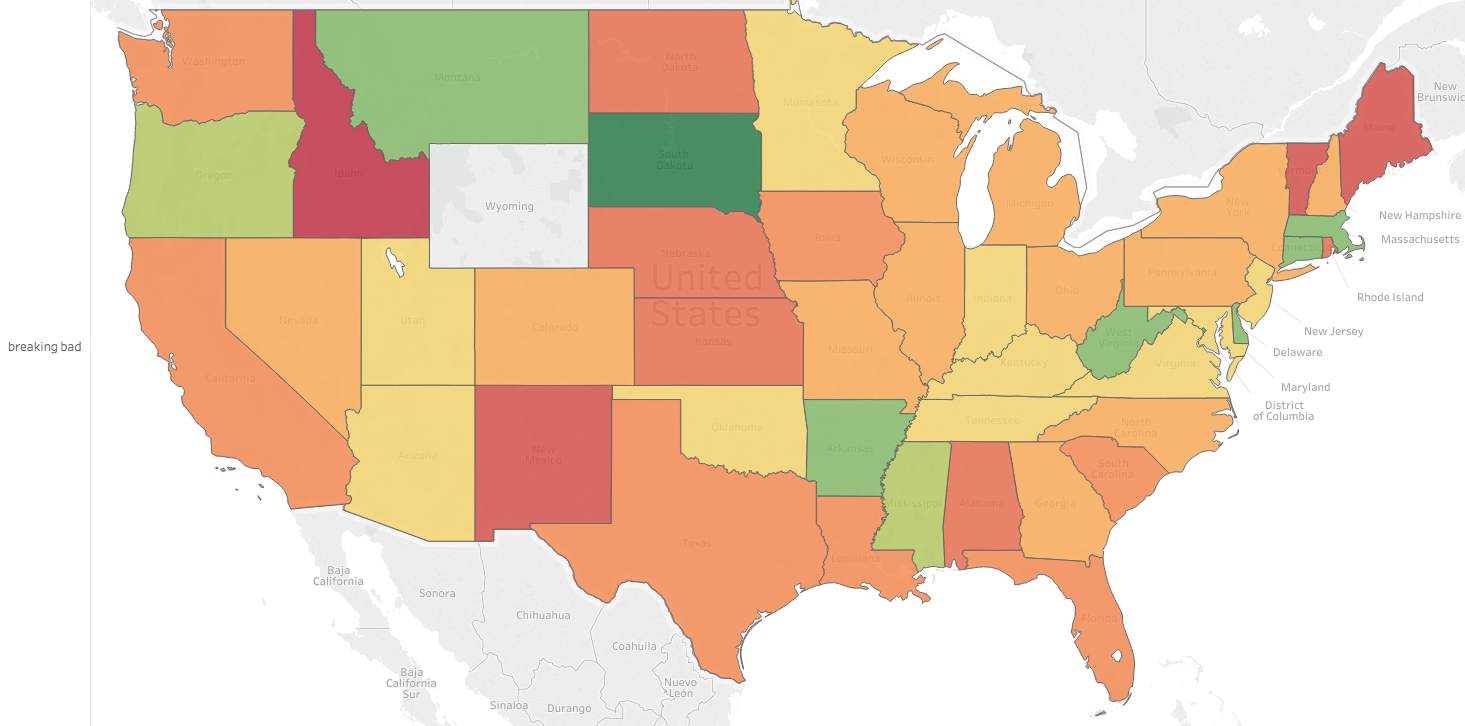 breaking bad
Washington
Montana
North
Dakota
Minnesota
New
Brunswic
Maine
Oregon
Idaho
South
Dakota
Wisconsin
Michigan
Vermont
Wyoming
New
York
New Hampshire
Massachusetts
Connecticu
Iowa
Nebraska
United
States
Pennsylvania
Rhode Island
Nevada
Utah
Colorado
Kansas
Missouri
Illinois
Indiana
Ohio
West
Virginia
Virginia
Kentucky
New Jersey
Delaware
Maryland
District
of Columbia
California
Arizona
New
Mexico
Oklahoma
Arkansas
Tennessee
North
Carolina
South
Carolina
Mississippi
Alabama
Georgia
Texas
Louisiana
Florida
Baja
California
Sonora
Chihuahua
Coahuila
Baja
California
Sur
Nuevo
León
Sinaloa
Durango